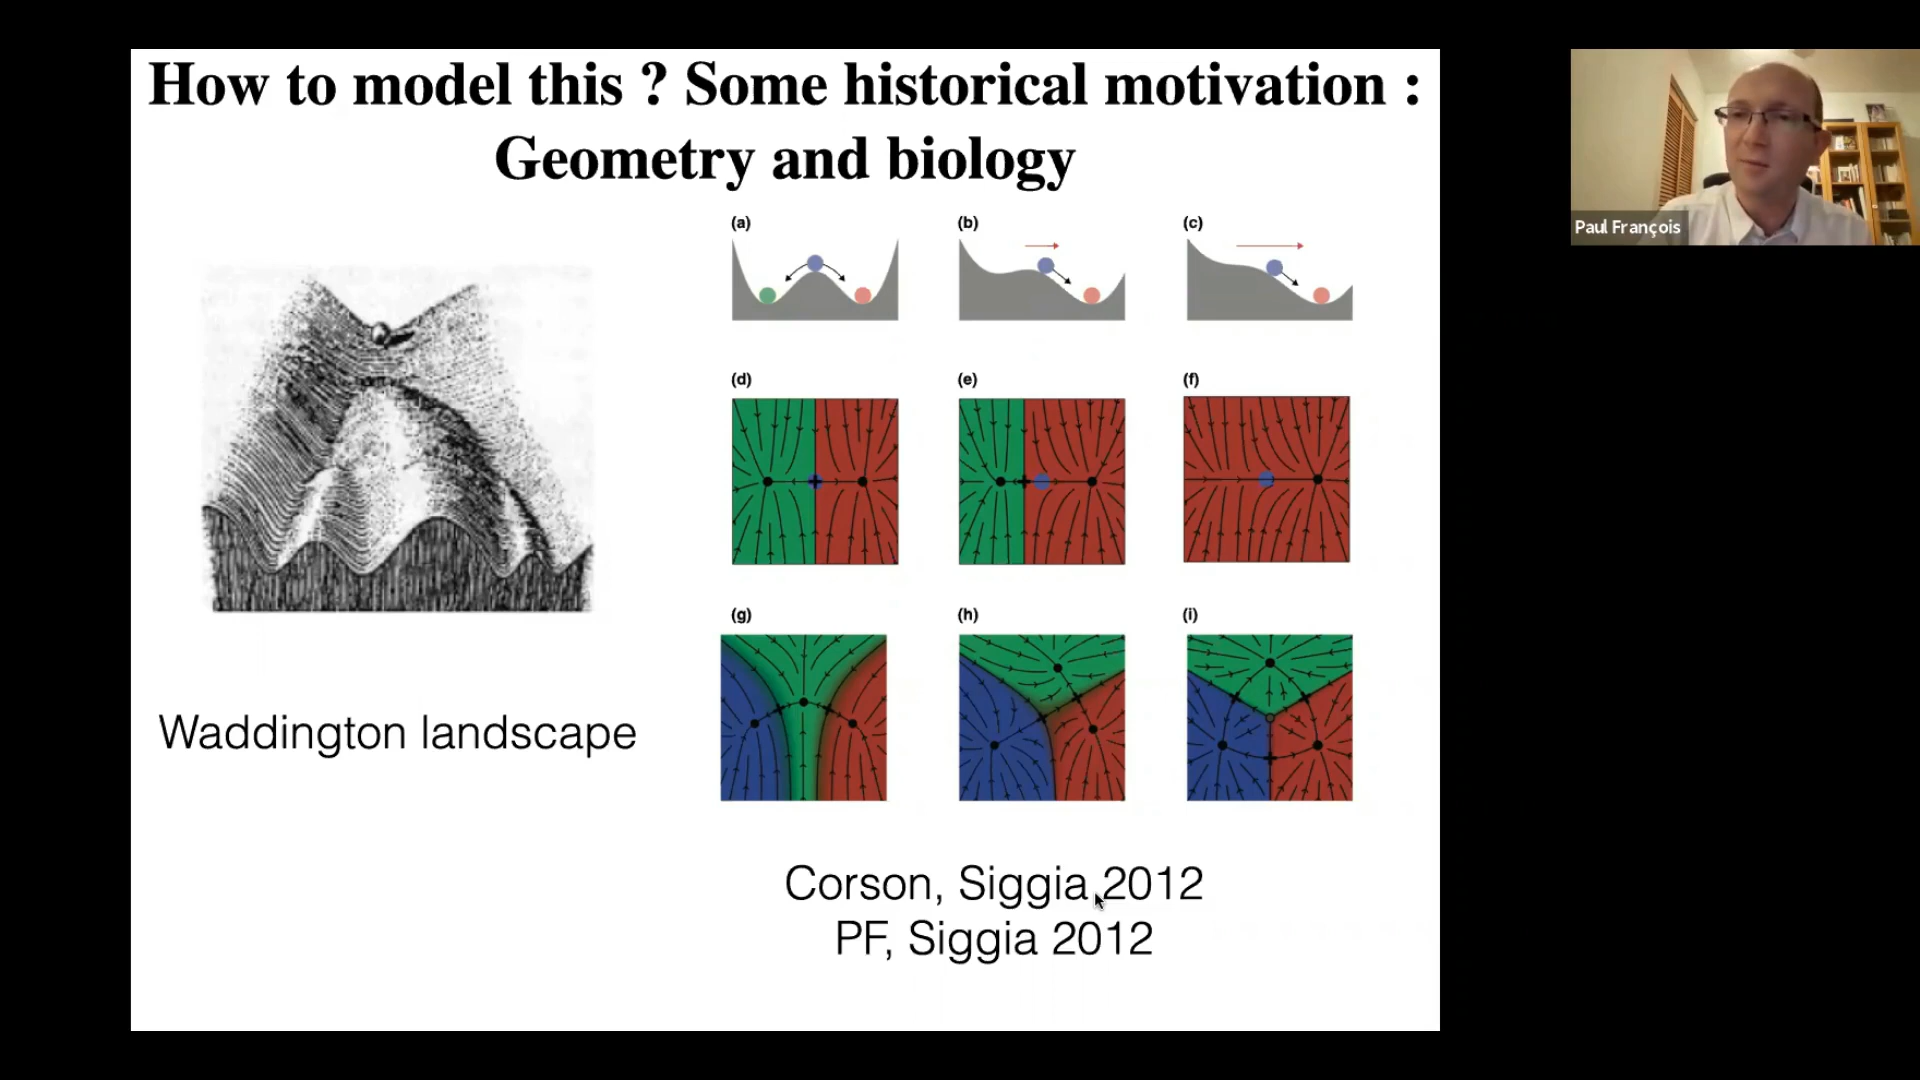 How to model this ? Some historical motivation :
Geometry and biology
(a)
(b)
(c)
(d)
(e)
(f)
(g)
(h)
(i)
Waddington landscape
Corson, Siggia 2012
PF, Siggia 2012
Paul François